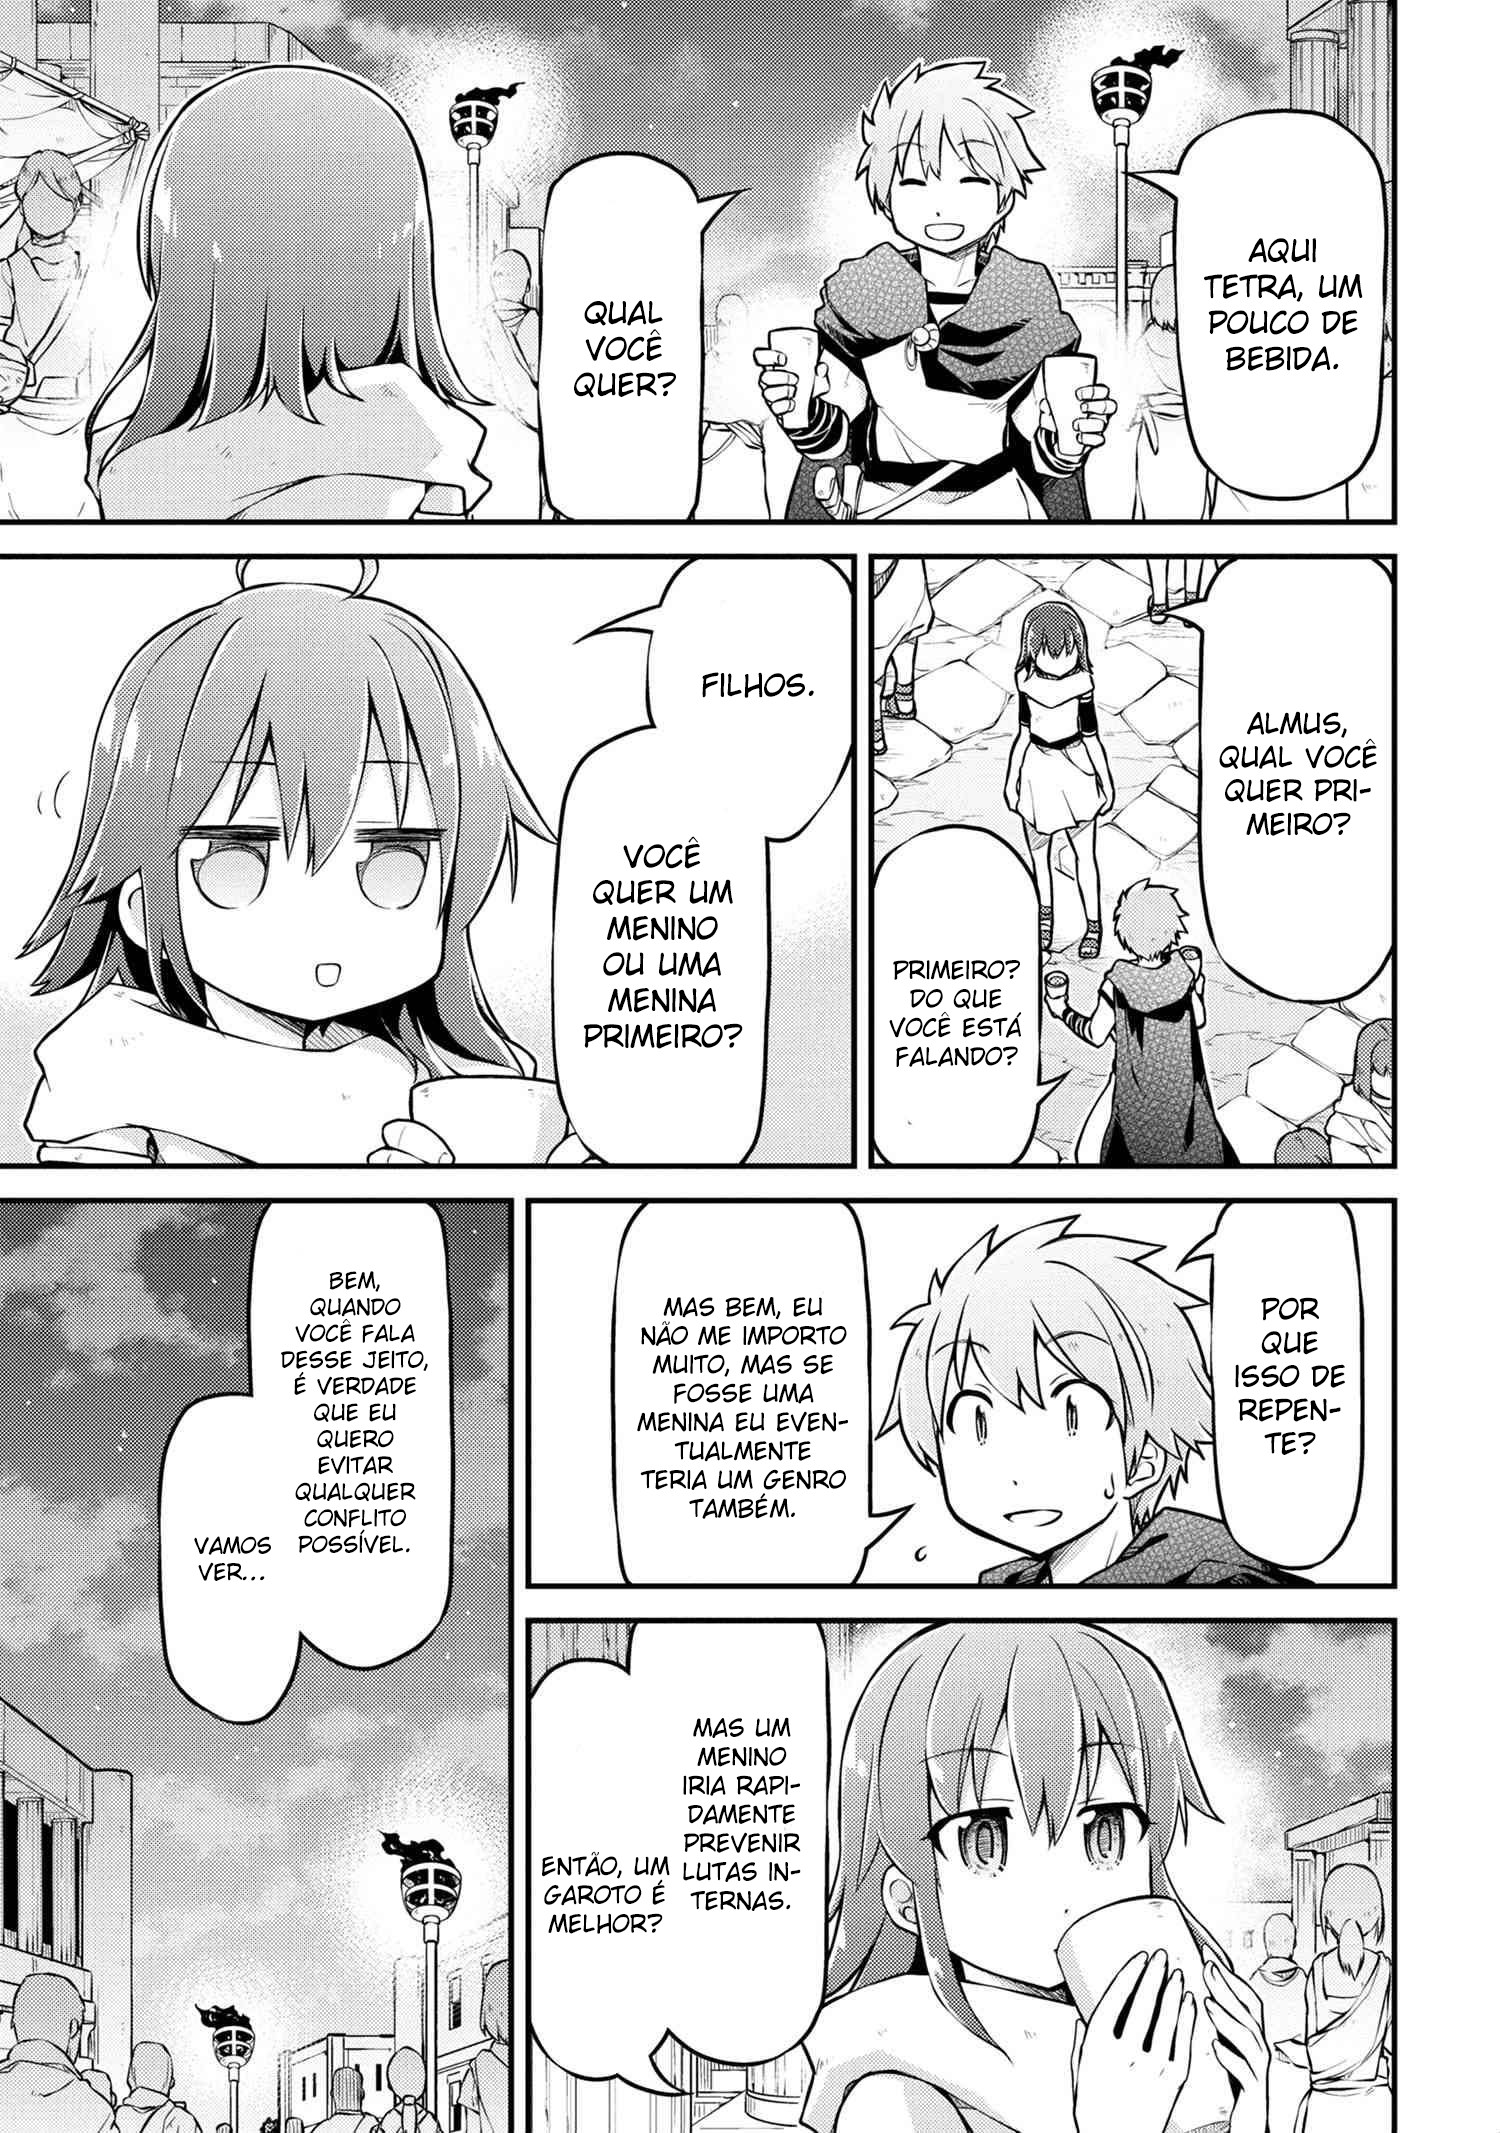 AQUI
TETRA, UM
POUCO DE
BEBIDA.
QUAL
VOCÊ
QUER?
ALMUS,
QUAL VOCÊ
QUER PRI-
MEIRO?
PRIMEIRO?
DO QUE
VOCÊ ESTÁ
FALANDO?
FILHOS.
VOCÊ
QUER UM
MENINO
OU UMA
MENINA
PRIMEIRO?
POR
QUE
ISSO DE
REPEN-
TE?
MAS BEM, EU
NÃO ME IMPORTO
MUITO, MAS SE
FOSSE UMA
MENINA EU EVEN-
TUALMENTE
TERIA UM GENRO
TAMBÉM.
MAS UM
MENINO
IRIA RAPI-
DAMENTE
PREVENIR
LUTAS IN-
TERNAS.
ENTÃO, UM
GAROTO É
MELHOR?
BEM,
QUANDO
VOCÊ FALA
DESSE JEITO,
É VERDADE
QUE EU
QUERO
EVITAR
QUALQUER
CONFLITO
POSSÍVEL.
VAMOS
VER...